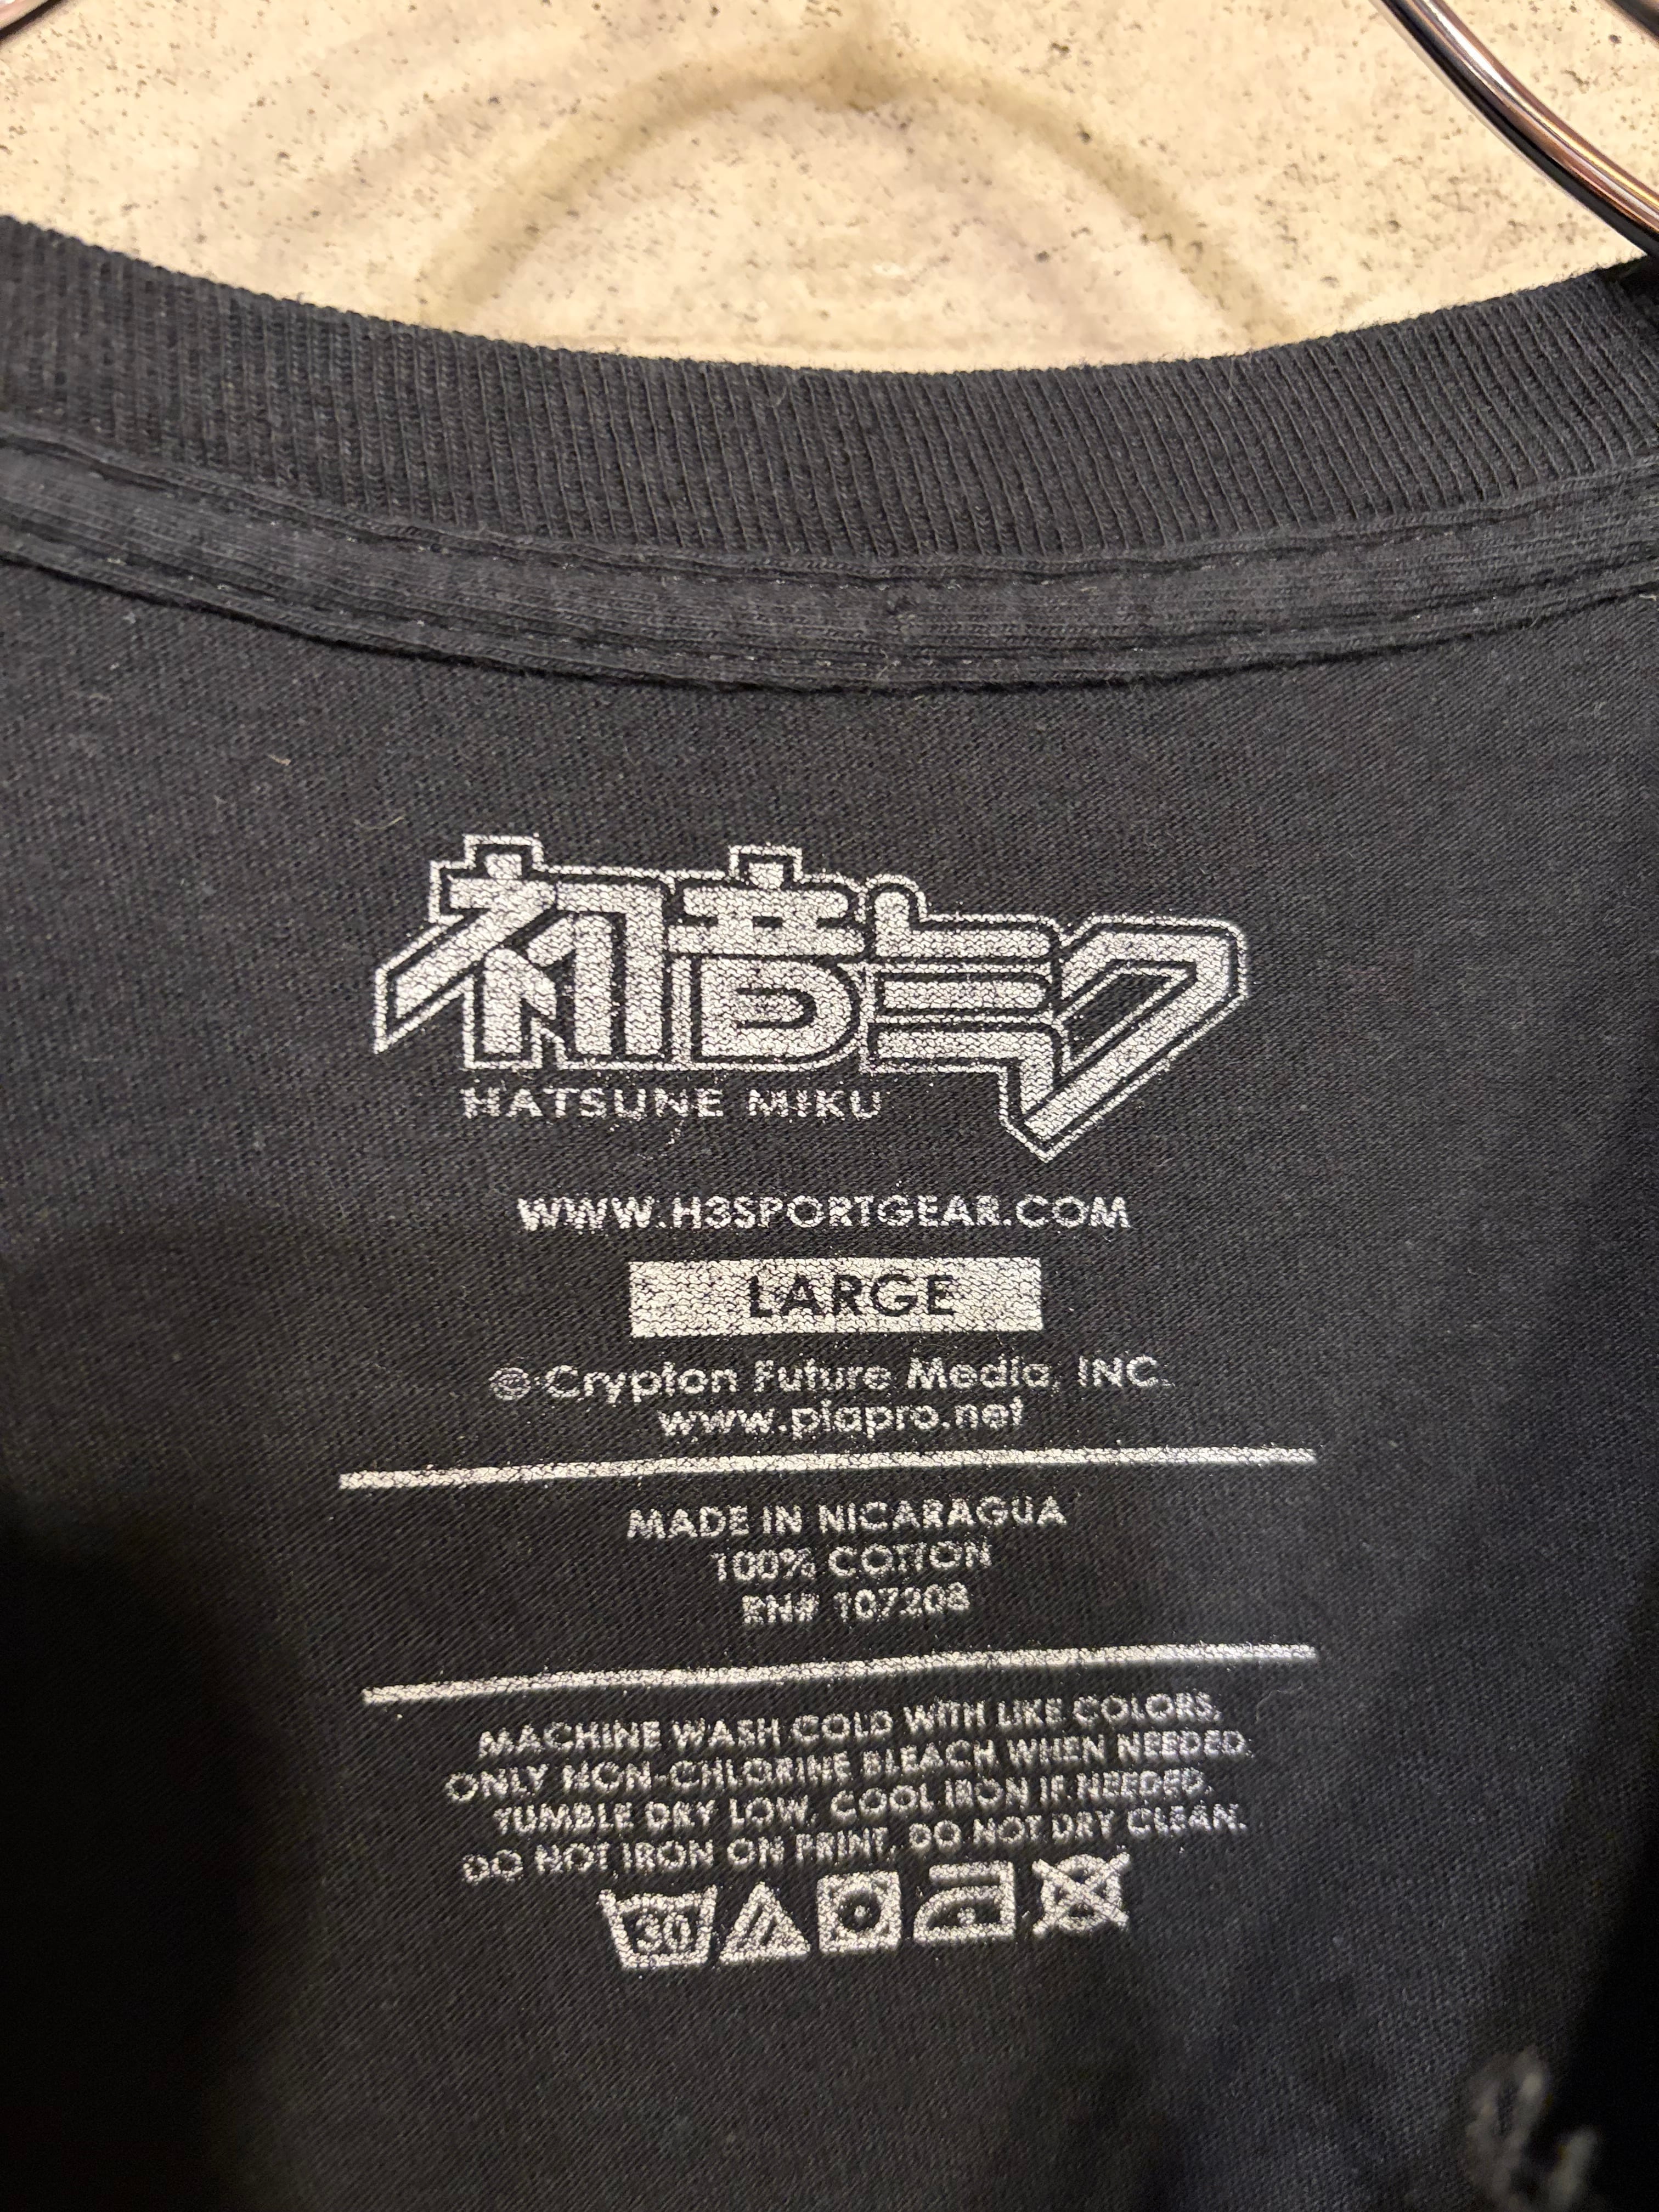 初音ミク
HATSUNE MIKU
WWW.H3SPORTGEAR.COM
LARGE
© Crypton Future Media, INC.
www.piapro.net
MADE IN NICARAGUA
100% COTTON
RN# 107208
MACHINE WASH COLD WITH LIKE COLORS.
ONLY NON-CHLORINE BLEACH WHEN NEEDED.
TUMBLE DRY LOW. COOL IRON IF NEEDED.
DO NOT IRON ON PRINT. DO NOT DRY CLEAN.
30